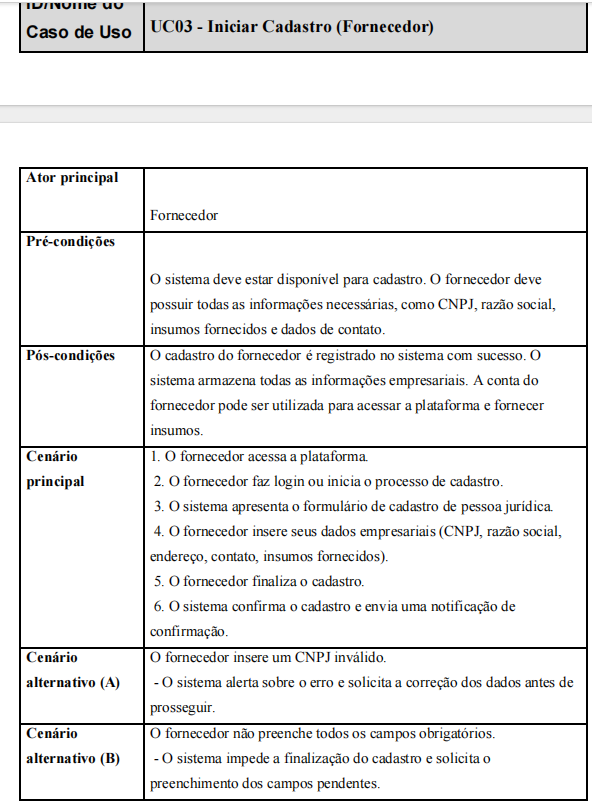 ID/Nome do
Caso de Uso
UC03 - Iniciar Cadastro (Fornecedor)
Ator principal
Fornecedor
Pré-condições
O sistema deve estar disponível para cadastro. O fornecedor deve
possuir todas as informações necessárias, como CNPJ, razão social,
insumos fornecidos e dados de contato.
Pós-condições
O cadastro do fornecedor é registrado no sistema com sucesso. O
sistema armazena todas as informações empresariais. A conta do
fornecedor pode ser utilizada para acessar a plataforma e fornecer
insumos.
Cenário
principal
1. O fornecedor acessa a plataforma.
2. O fornecedor faz login ou inicia o processo de cadastro.
3. O sistema apresenta o formulário de cadastro de pessoa jurídica.
4. O fornecedor insere seus dados empresariais (CNPJ, razão social,
endereço, contato, insumos fornecidos).
5. O fornecedor finaliza o cadastro.
6. O sistema confirma o cadastro e envia uma notificação de
confirmação.
Cenário
alternativo (A)
O fornecedor insere um CNPJ inválido.
- O sistema alerta sobre o erro e solicita a correção dos dados antes de
prosseguir.
Cenário
alternativo (B)
O fornecedor não preenche todos os campos obrigatórios.
- O sistema impede a finalização do cadastro e solicita o
preenchimento dos campos pendentes.